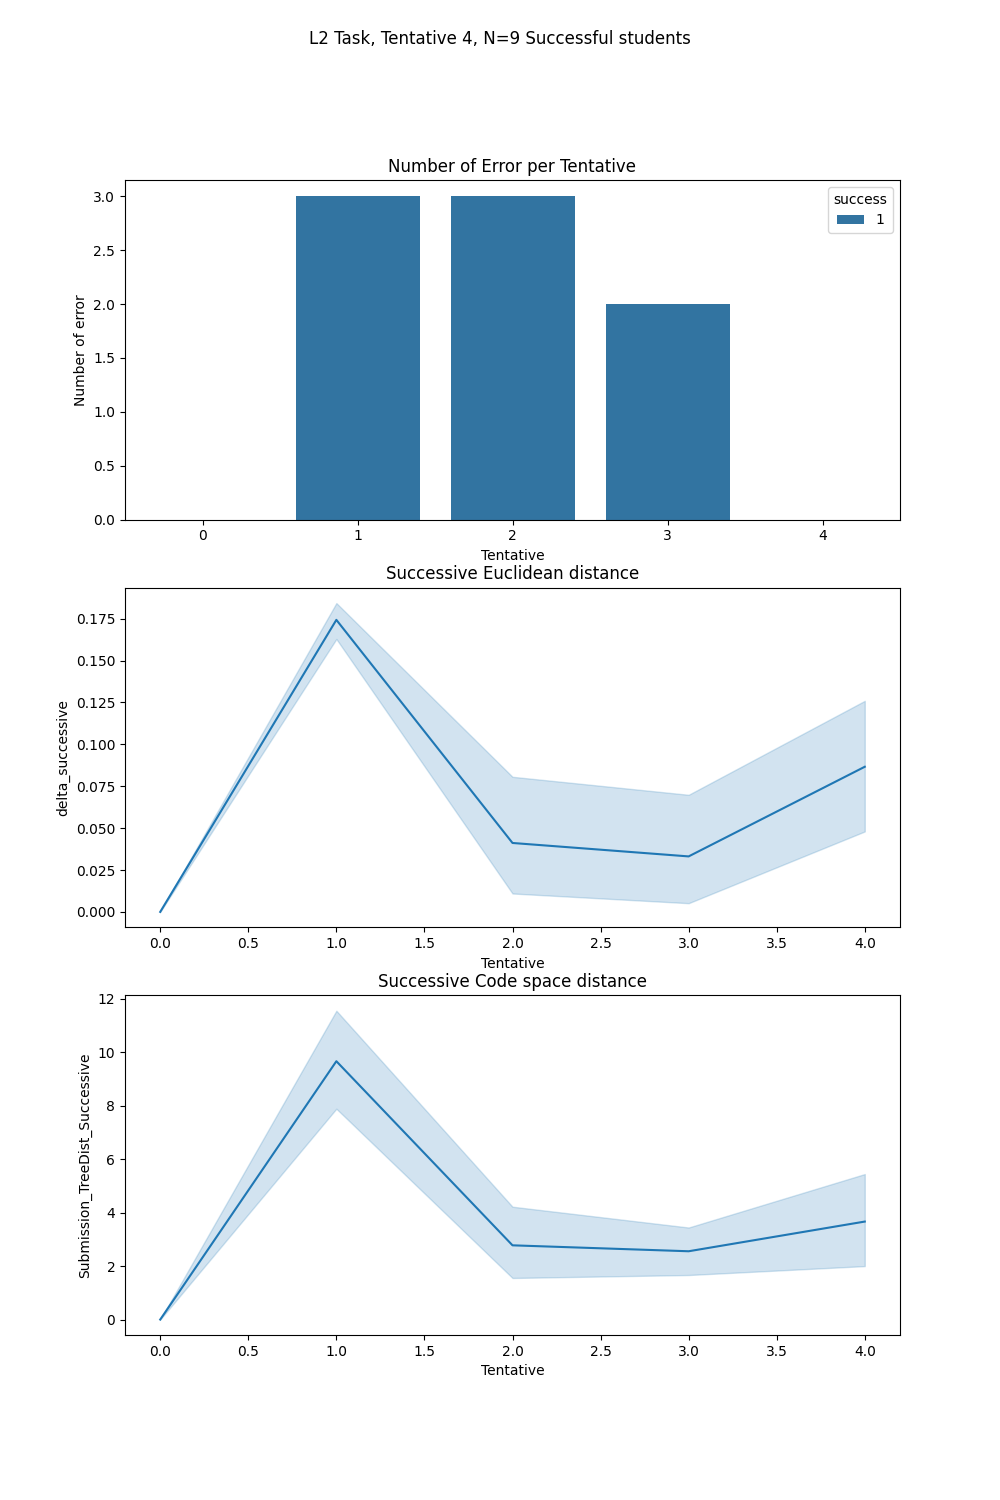 L2 Task, Tentative 4, N=9 Successful students
Number of Error per Tentative
success
1
Number of error
3.0
2.5
2.0
1.5
1.0
0.5
0.0
0 1 2 3 4
Tentative
Successive Euclidean distance
delta_successive
0.175
0.150
0.125
0.100
0.075
0.050
0.025
0.000
0.0 0.5 1.0 1.5 2.0 2.5 3.0 3.5 4.0
Tentative
Successive Code space distance
Submission_TreeDist_Successive
12
10
8
6
4
2
0
0.0 0.5 1.0 1.5 2.0 2.5 3.0 3.5 4.0
Tentative